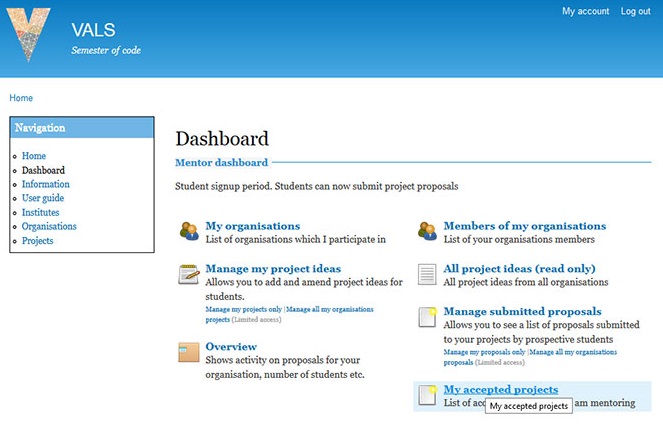 My account Log out
VALS
Semester of code
Home
Navigation
Home
Dashboard
Information
User guide
Institutes
Organisations
Projects
Dashboard
Mentor dashboard
Student signup period. Students can now submit project proposals
My organisations
List of organisations which I participate in
Manage my project ideas
Allows you to add and amend project ideas for
students.
Manage my projects only | Manage all my organisations
projects (Limited access)
Overview
Shows activity on proposals for your
organisation, number of students etc.
Members of my organisations
List of your organisations members
All project ideas (read only)
All project ideas from all organisations
Manage submitted proposals
Allows you to see a list of proposals submitted
to your projects by prospective students
Manage my proposals only | Manage all my organisations
proposals (Limited access)
My accepted projects
List of acc am mentoring
My accepted projects